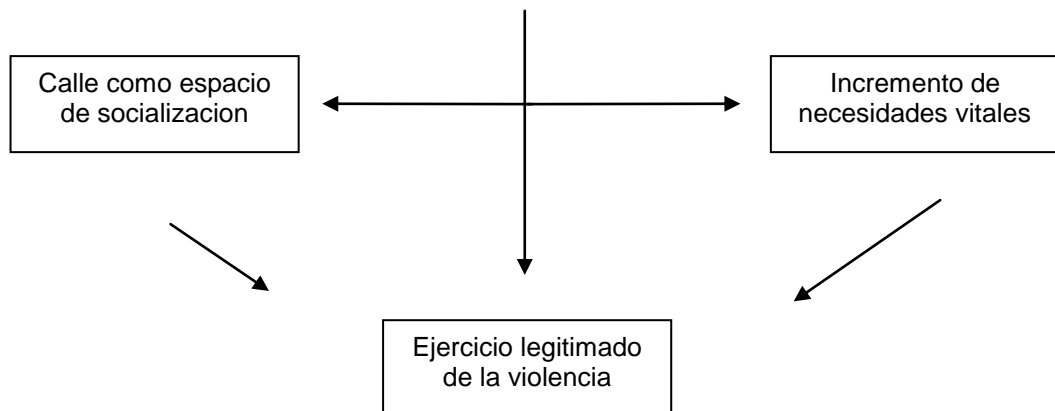 Calle como espacio
de socializacion
Incremento de
necesidades vitales
Ejercicio legitimado
de la violencia